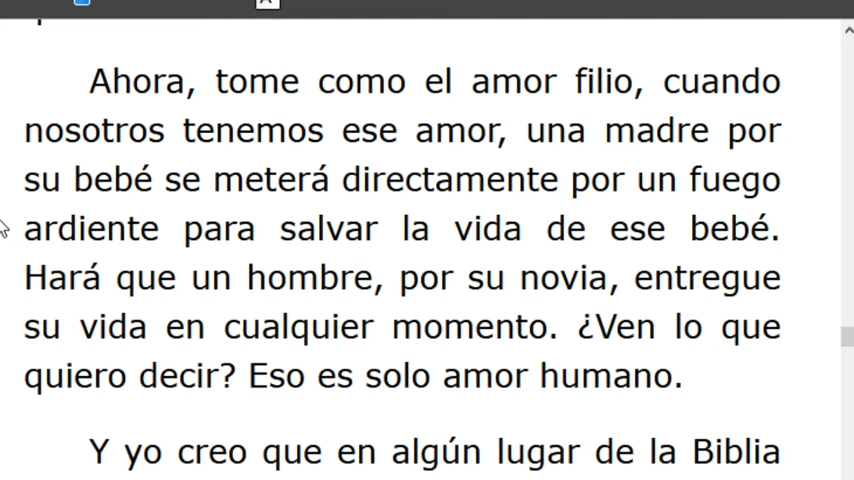 Ahora, tome como el amor filio, cuando
nosotros tenemos ese amor, una madre por
su bebé se meterá directamente por un fuego
ardiente para salvar la vida de ese bebé.
Hará que un hombre, por su novia, entregue
su vida en cualquier momento. ¿Ven lo que
quiero decir? Eso es solo amor humano.
Y yo creo que en algún lugar de la Biblia